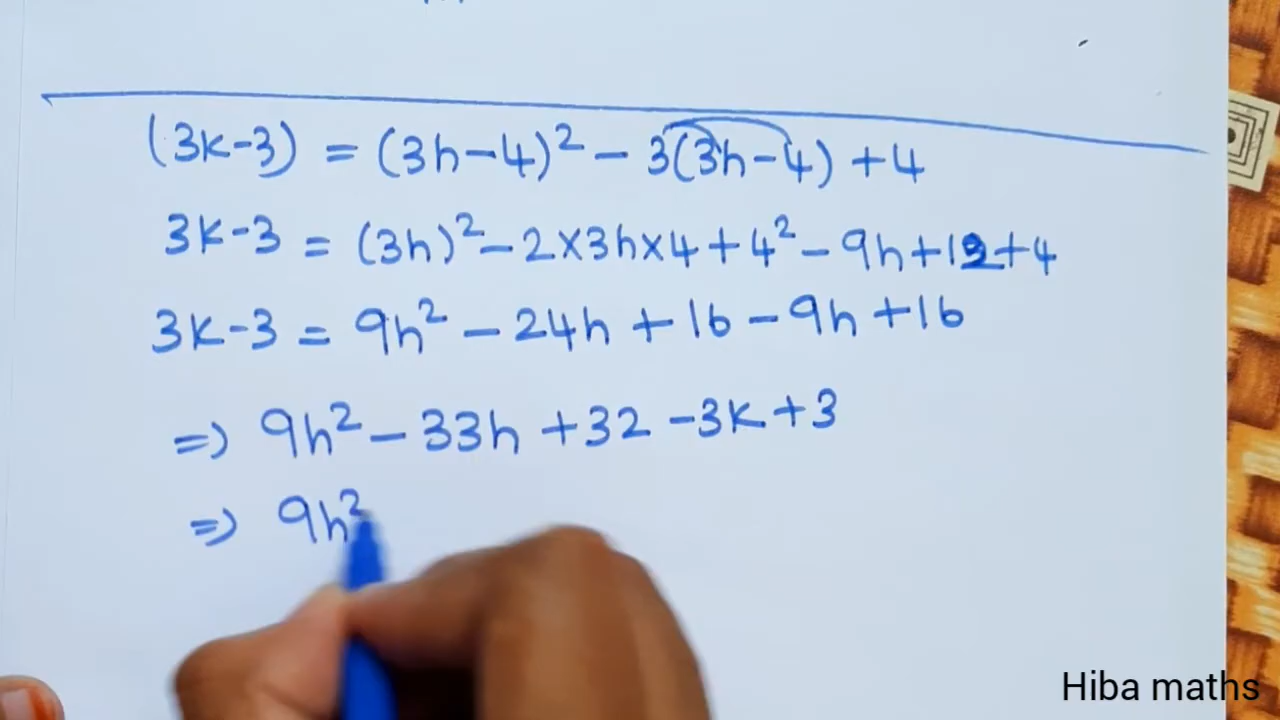 (3k-3) = (3h-4)² - 3(3h-4) +4
3k-3 = (3h)² - 2×3h×4 + 4² - 9h + 12 + 4
3k-3 = 9h² - 24h + 16 - 9h + 16
=> 9h² - 33h + 32 - 3k + 3
=> 9h²
Hiba maths